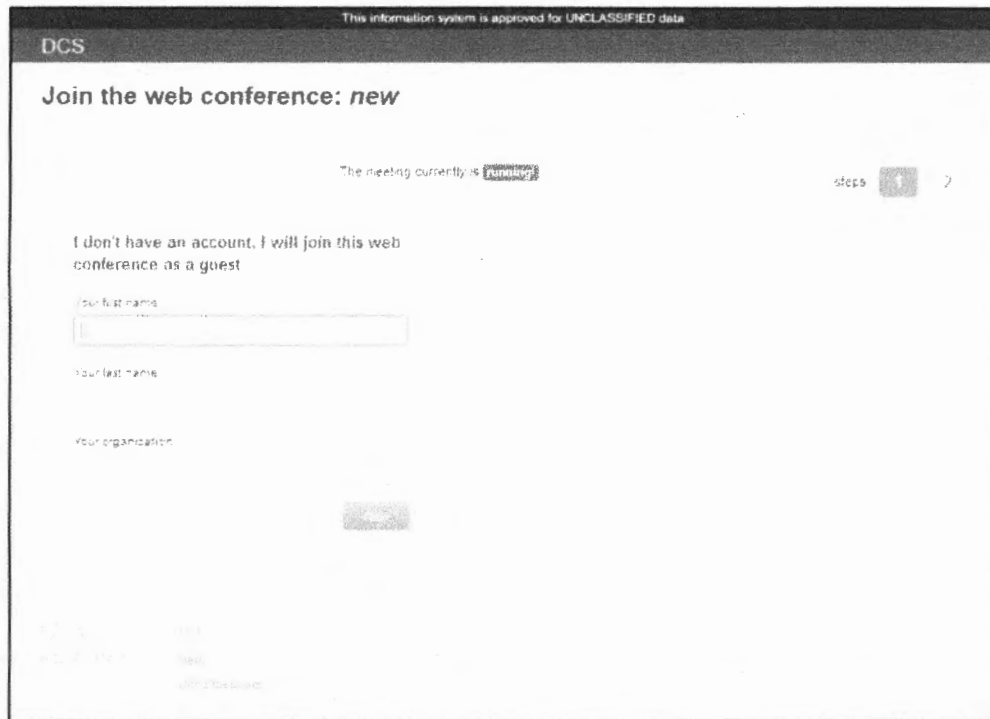 This information system is approved for UNCLASSIFIED data
DCS
Join the web conference: new
The meeting currently is running!
steps 1 2
I don't have an account, I will join this web
conference as a guest
Your first name
Your last name
Your organization